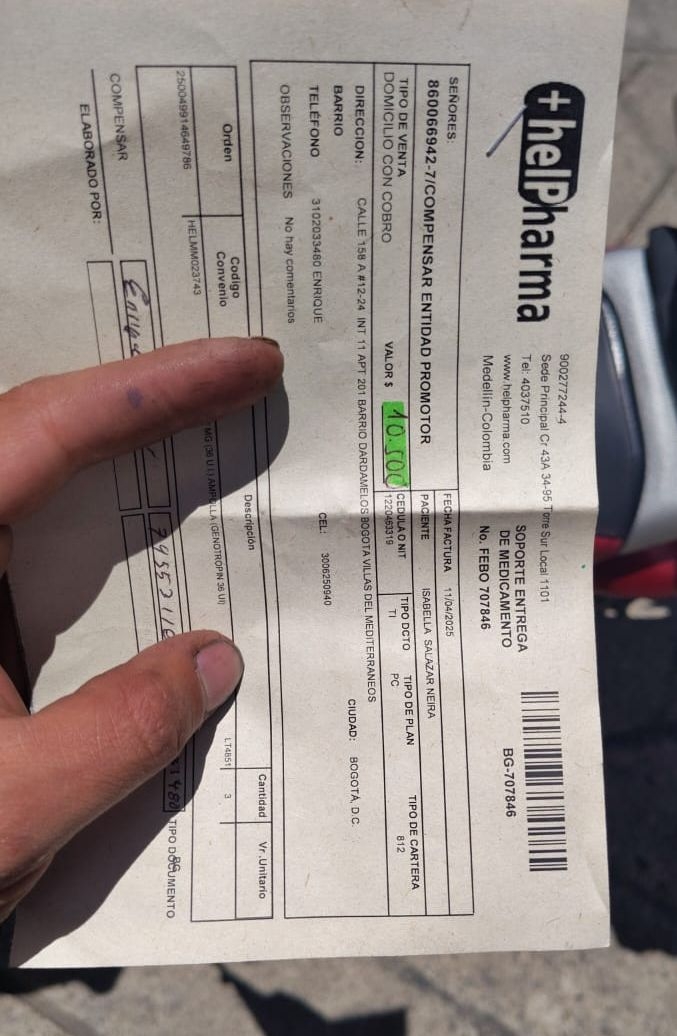 +helPharma
900277244-4
Sede Principal Cr 43A 34-95 Torre Sur Local 1101
Tel: 4037510
www.helpharma.com
Medellín-Colombia
SOPORTE ENTREGA
DE MEDICAMENTO
No. FEBO 707846
BG-707846
SEÑORES:
860066942-7/COMPENSAR ENTIDAD PROMOTOR
FECHA FACTURA 11/04/2025
PACIENTE ISABELLA SALAZAR NEIRA
TIPO DE VENTA
DOMICILIO CON COBRO
VALOR $ 10.500
CEDULA O NIT
1220463319
TIPO DCTO
TI
TIPO DE PLAN
PC
TIPO DE CARTERA
812
DIRECCION: CALLE 158 A #12-24 INT 11 APT 201 BARRIO DARDAMELOS BOGOTA VILLAS DEL MEDITERRANEOS
BARRIO
CIUDAD: BOGOTÁ, D.C.
TELÉFONO 3102033480 ENRIQUE
CEL: 3006250940
OBSERVACIONES No hay comentarios
Orden
Codigo
Convenio
Descripción
Cantidad
Vr .Unitario
250049914649786
HELMM023743
MG (36 U.I.) AMPOLLA (GENOTROPIN 36 UI)
LT4851
3
COMPENSAR
TIPO DOCUMENTO
ELABORADO POR: